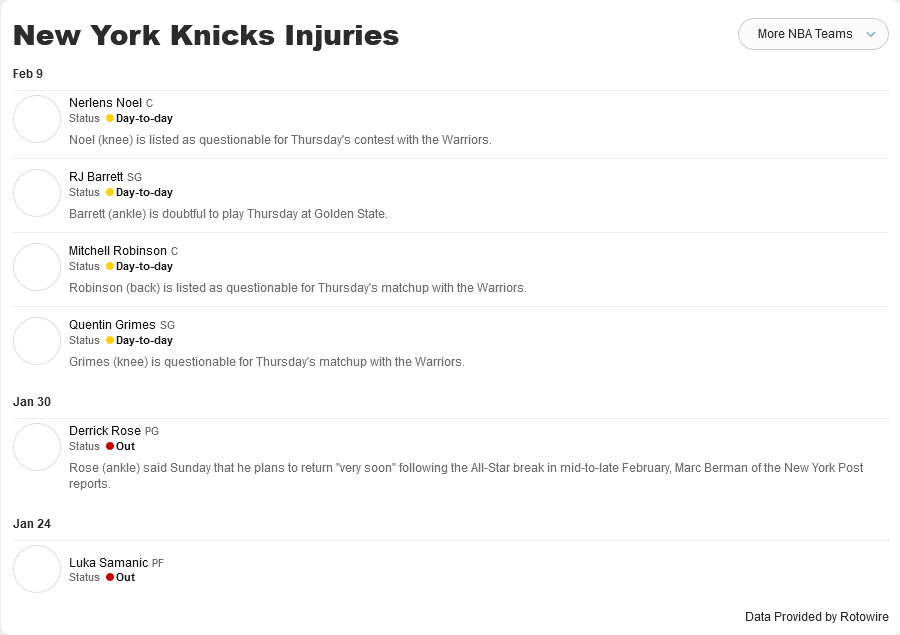 New York Knicks Injuries
More NBA Teams
Feb 9
Nerlens Noel C
Status Day-to-day
Noel (knee) is listed as questionable for Thursday's contest with the Warriors.
RJ Barrett SG
Status Day-to-day
Barrett (ankle) is doubtful to play Thursday at Golden State.
Mitchell Robinson C
Status Day-to-day
Robinson (back) is listed as questionable for Thursday's matchup with the Warriors.
Quentin Grimes SG
Status Day-to-day
Grimes (knee) is questionable for Thursday's matchup with the Warriors.
Jan 30
Derrick Rose PG
Status Out
Rose (ankle) said Sunday that he plans to return "very soon" following the All-Star break in mid-to-late February, Marc Berman of the New York Post
reports.
Jan 24
Luka Samanic PF
Status Out
Data Provided by Rotowire